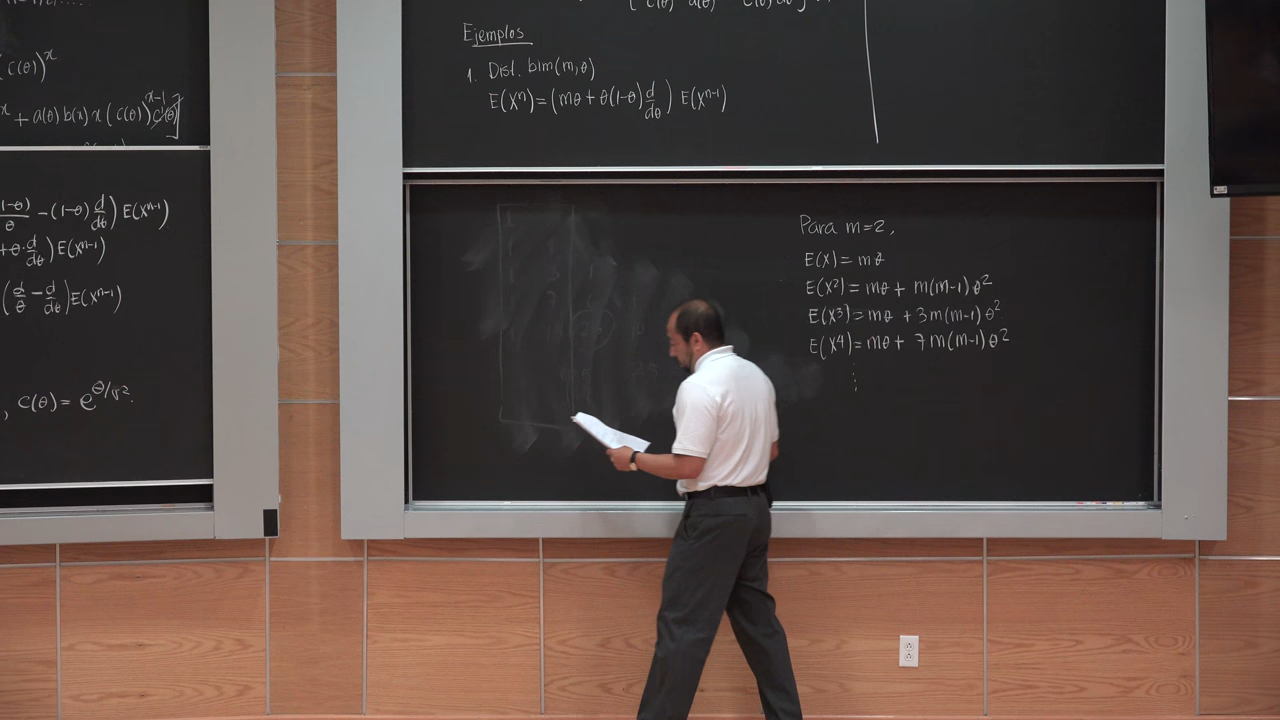 (c(θ))^x
x + a(θ) b(x) x (c(θ))^{x-1} c'(θ)]
- (1-θ) d/dθ) E(X^{n-1})
+ θ · d/dθ) E(X^{n-1})
(d/θ - d/dθ) E(X^{n-1})
, c(θ) = e^{θ/σ²}.
Ejemplos
1. Dist. bim(m,θ)
E(X^n) = (mθ + θ(1-θ) d/dθ) E(X^{n-1})
Para m=2,
E(X) = mθ
E(X²) = mθ + m(m-1)θ²
E(X³) = mθ + 3m(m-1)θ²
E(X⁴) = mθ + 7m(m-1)θ²
⋮